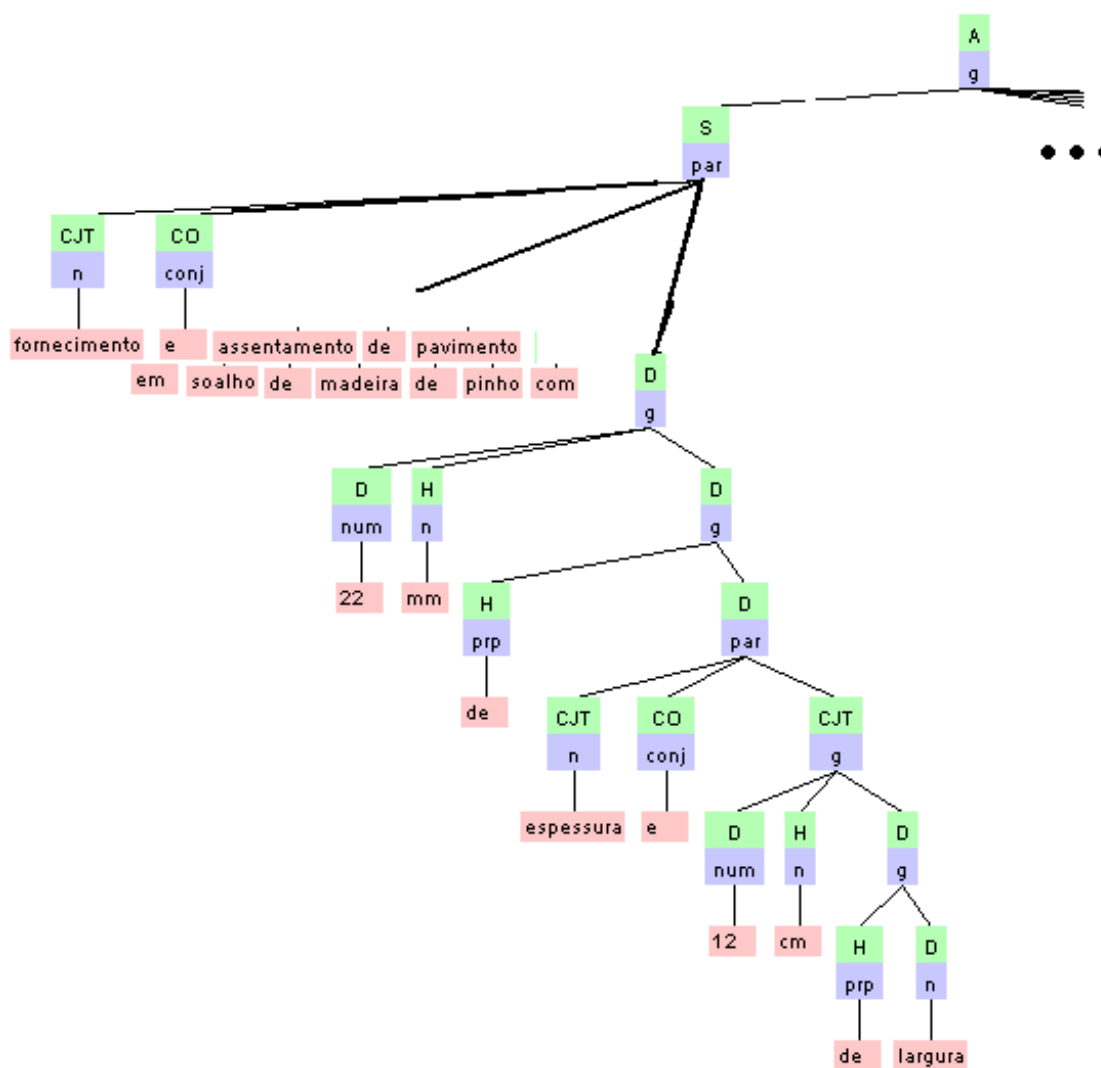 A
g
S
par
CJT CO
n conj
fornecimento e assentamento de pavimento
em soalho de madeira de pinho com
D
g
D H D
num n g
22 mm
H D
prp par
de
CJT CO CJT
n conj g
espessura e
D H D
num n g
12 cm
H D
prp n
de largura